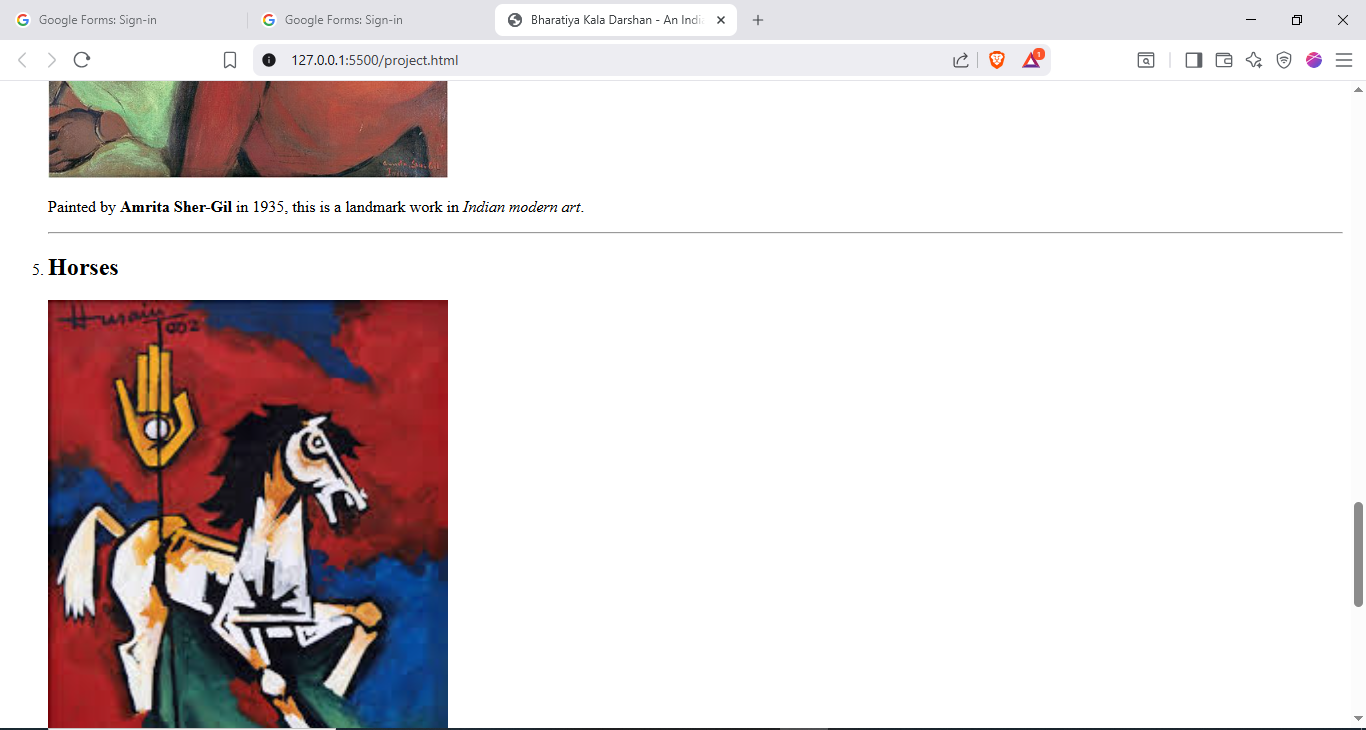 Google Forms: Sign-in
Google Forms: Sign-in
Bharatiya Kala Darshan - An Indi
127.0.0.1:5500/project.html
1
Painted by Amrita Sher-Gil in 1935, this is a landmark work in Indian modern art.
5. Horses
Husain